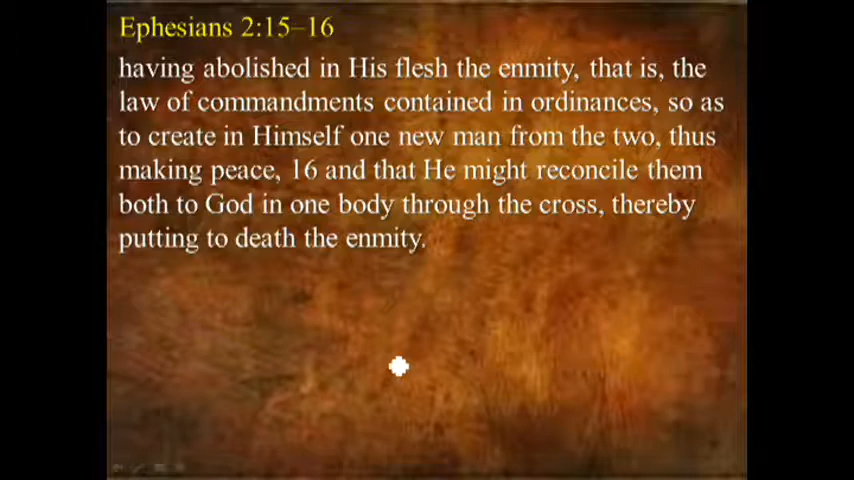 Ephesians 2:15–16
having abolished in His flesh the enmity, that is, the
law of commandments contained in ordinances, so as
to create in Himself one new man from the two, thus
making peace, 16 and that He might reconcile them
both to God in one body through the cross, thereby
putting to death the enmity.